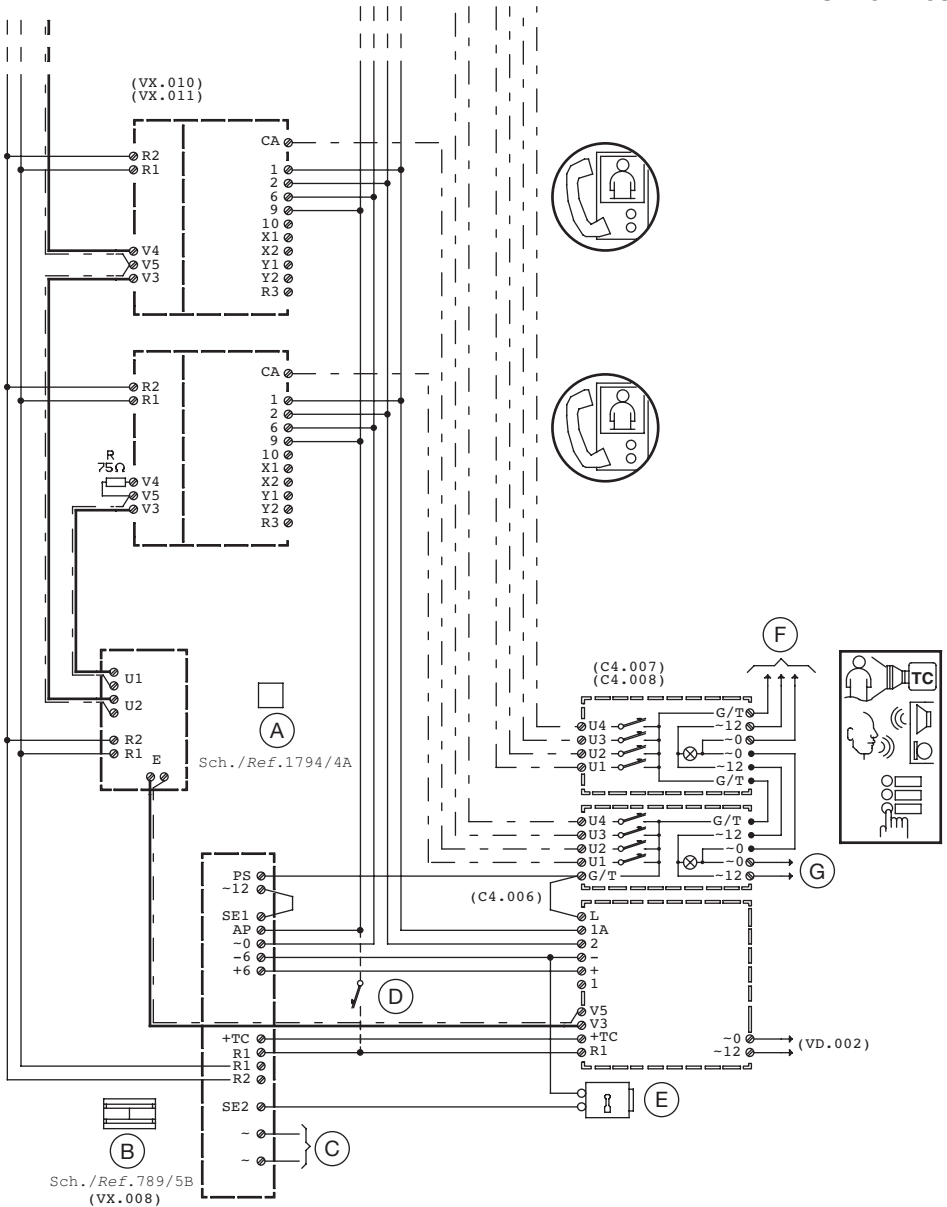 (VX.010)
(VX.011)
CA
R2
R1
1
2
6
9
10
X1
V4
X2
V5
Y1
V3
Y2
R3
CA
R2
R1
1
2
6
9
10
R
75Ω
X1
V4
X2
V5
Y1
V3
Y2
R3
F
(C4.007)
(C4.008)
TC
U1
U2
R2
R1
E
A
Sch./Ref.1794/4A
G/T
U4
~12
U3
~0
U2
~0
U1
~12
G/T
U4
G/T
U3
~12
U2
~0
U1
~0
G/T
~12
G
(C4.006)
PS
~12
SE1
AP
~0
-6
+6
L
1A
2
-
+
1
D
V5
V3
+TC
R1
+TC
R1
R1
R2
~0
~12
(VD.002)
SE2
E
~
~
C
B
Sch./Ref.789/5B
(VX.008)